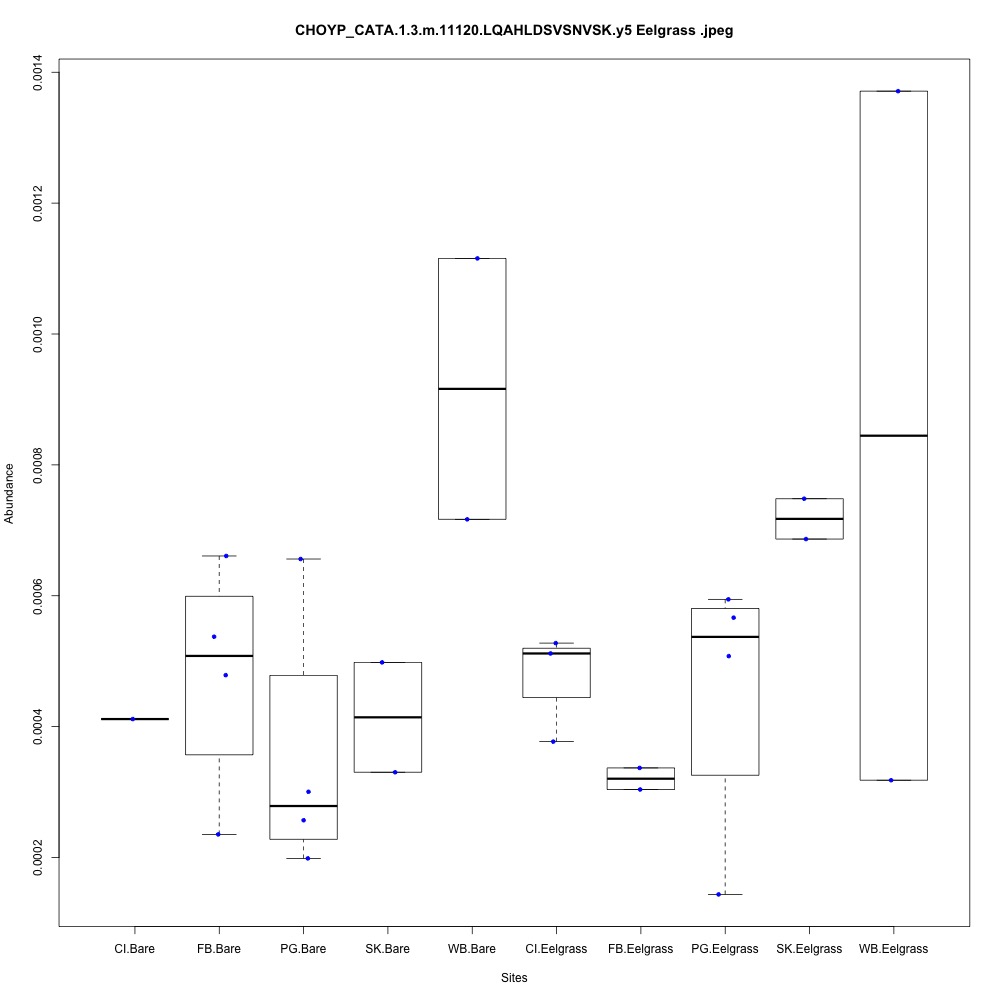 CHOYP_CATA.1.3.m.11120.LQAHLDSVSNVSK.y5 Eelgrass .jpeg
0.0014
0.0012
0.0010
0.0008
0.0006
0.0004
0.0002
Abundance
CI.Bare FB.Bare PG.Bare SK.Bare WB.Bare CI.Eelgrass FB.Eelgrass PG.Eelgrass SK.Eelgrass WB.Eelgrass
Sites